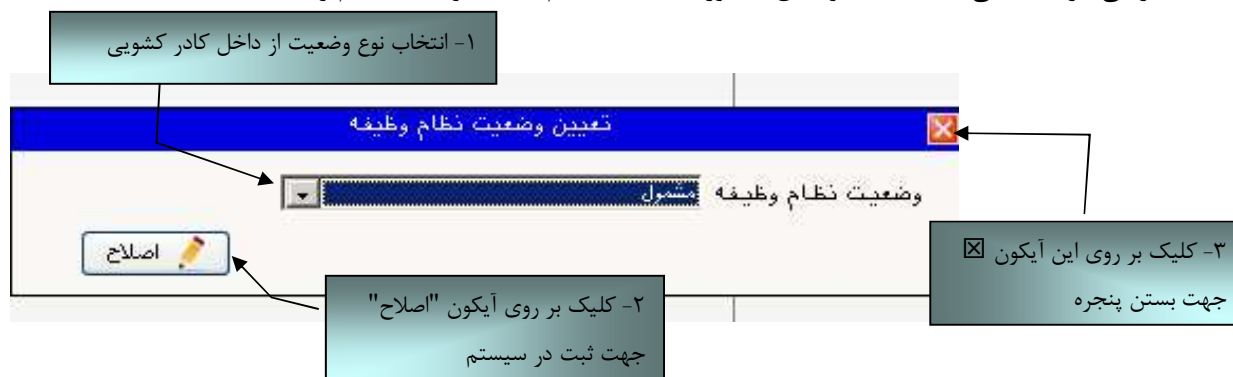 ۱- انتخاب نوع وضعیت از داخل کادر کشویی
تعیین وضعیت نظام وظیفه
وضعیت نظام وظیفه مشمول
اصلاح
۲- کلیک بر روی آیکون "اصلاح"
جهت ثبت در سیستم
۳- کلیک بر روی این آیکون ☒
جهت بستن پنجره